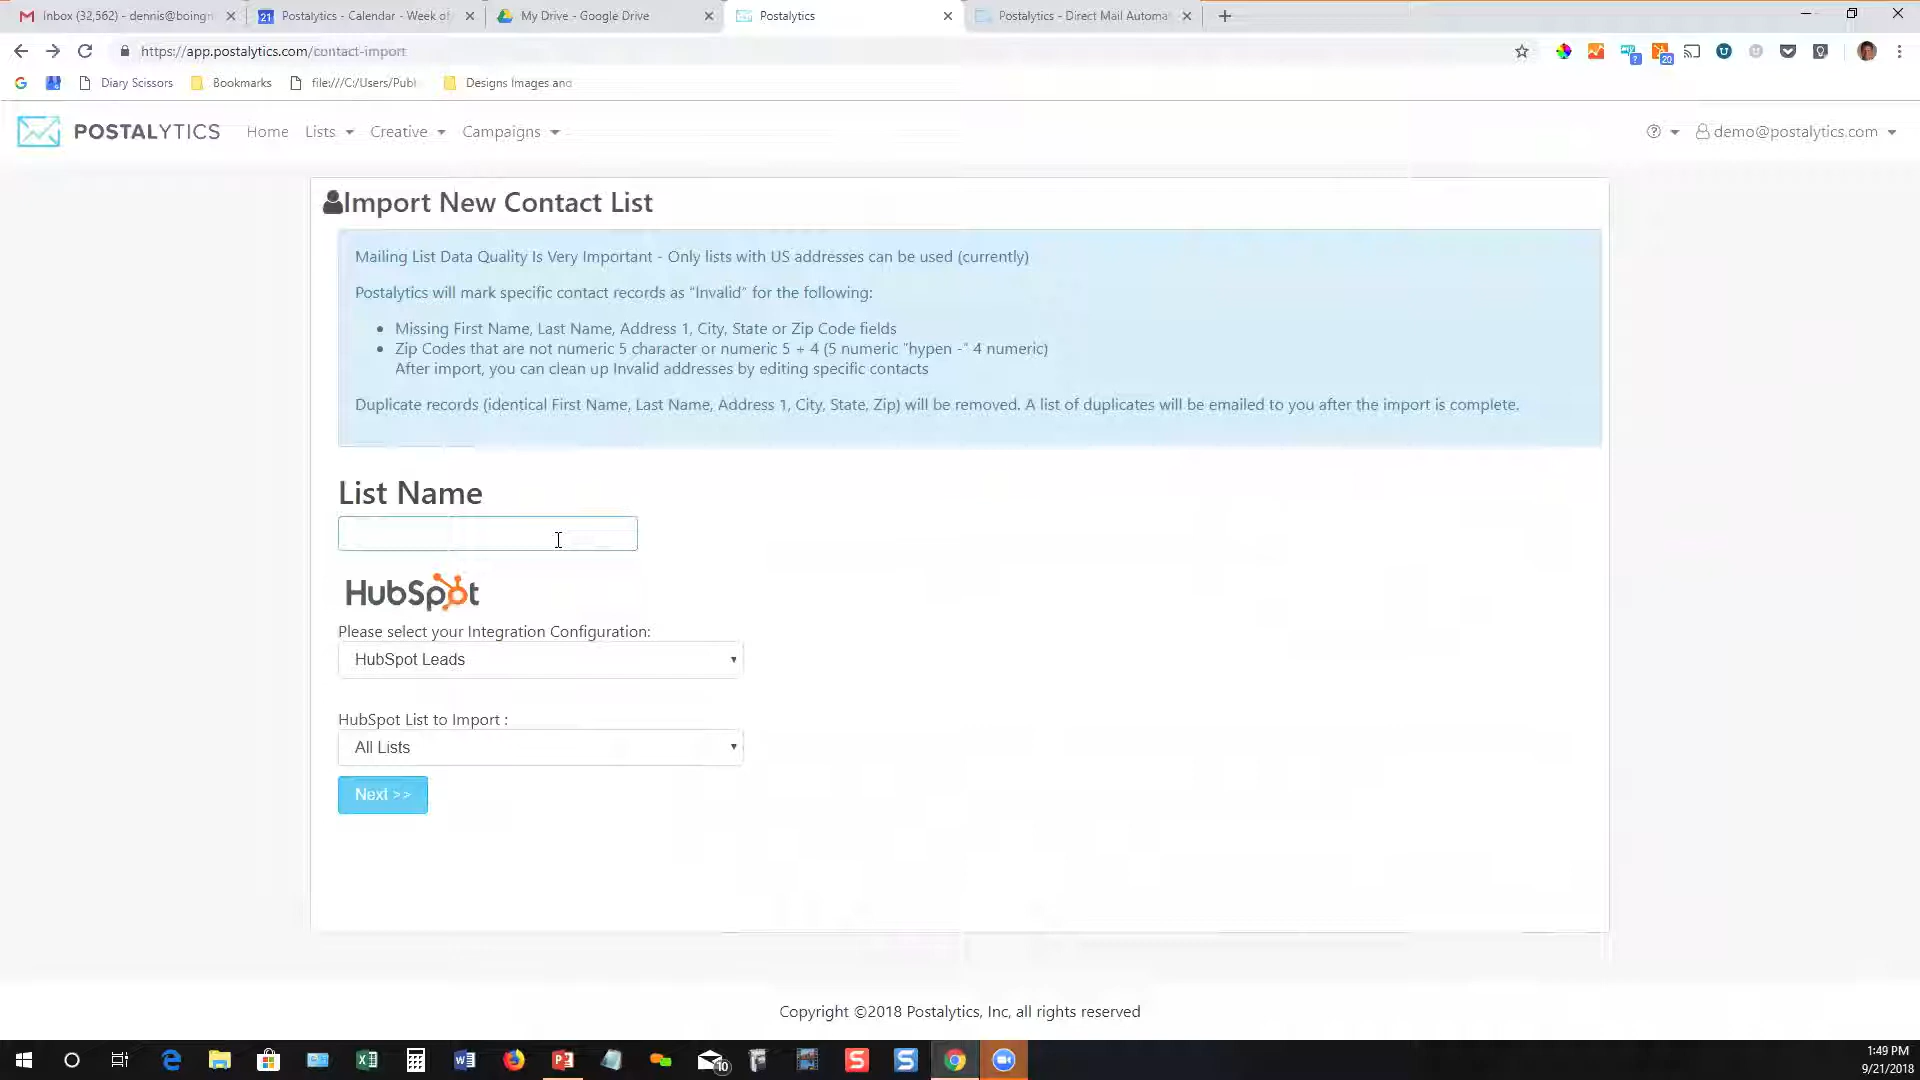 Inbox (32,562) - dennis@boingn
Postalytics - Calendar - Week of
My Drive - Google Drive
Postalytics
Postalytics - Direct Mail Automa
https://app.postalytics.com/contact-import
Diary Scissors
Bookmarks
file:///C:/Users/Publ
Designs Images and
POSTALYTICS
Home
Lists
Creative
Campaigns
demo@postalytics.com
Import New Contact List
Mailing List Data Quality Is Very Important - Only lists with US addresses can be used (currently)
Postalytics will mark specific contact records as "Invalid" for the following:
Missing First Name, Last Name, Address 1, City, State or Zip Code fields
Zip Codes that are not numeric 5 character or numeric 5 + 4 (5 numeric "hypen -" 4 numeric)
After import, you can clean up Invalid addresses by editing specific contacts
Duplicate records (identical First Name, Last Name, Address 1, City, State, Zip) will be removed. A list of duplicates will be emailed to you after the import is complete.
List Name
HubSpot
Please select your Integration Configuration:
HubSpot Leads
HubSpot List to Import :
All Lists
Next >>
Copyright ©2018 Postalytics, Inc, all rights reserved
1:49 PM
9/21/2018